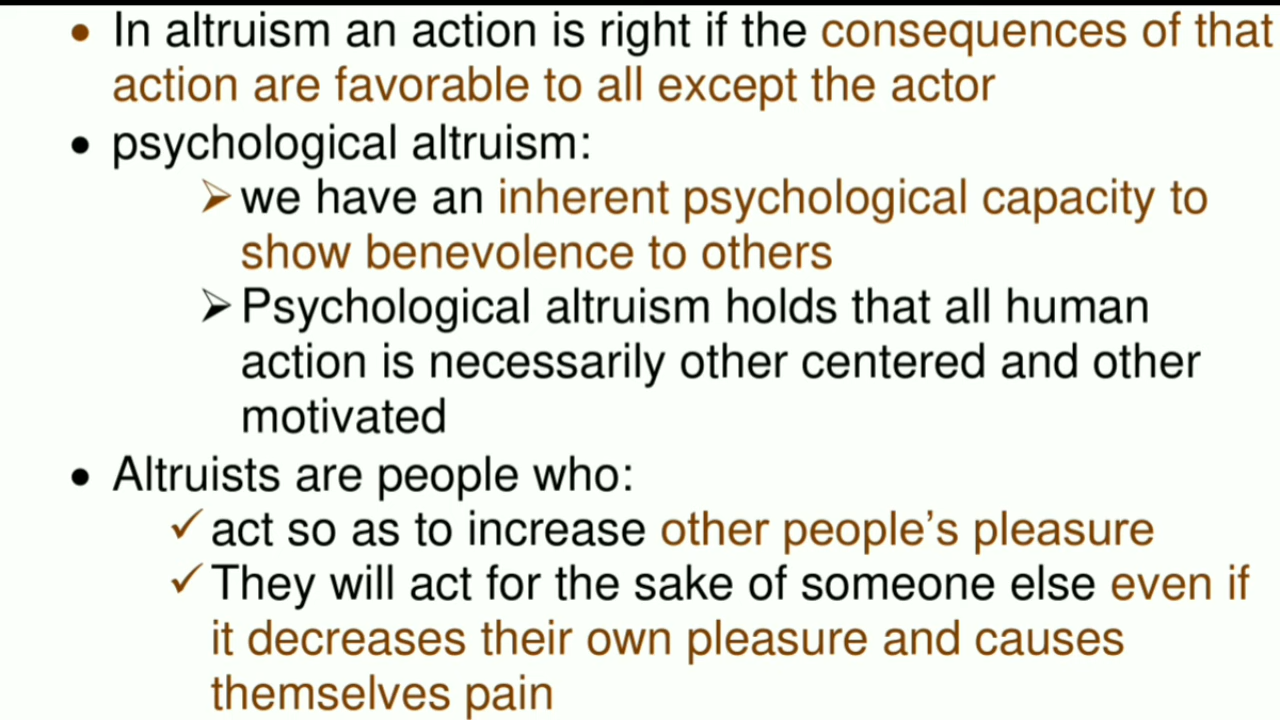 • In altruism an action is right if the consequences of that
action are favorable to all except the actor
• psychological altruism:
➢ we have an inherent psychological capacity to
show benevolence to others
➢ Psychological altruism holds that all human
action is necessarily other centered and other
motivated
• Altruists are people who:
✓ act so as to increase other people’s pleasure
✓ They will act for the sake of someone else even if
it decreases their own pleasure and causes
themselves pain